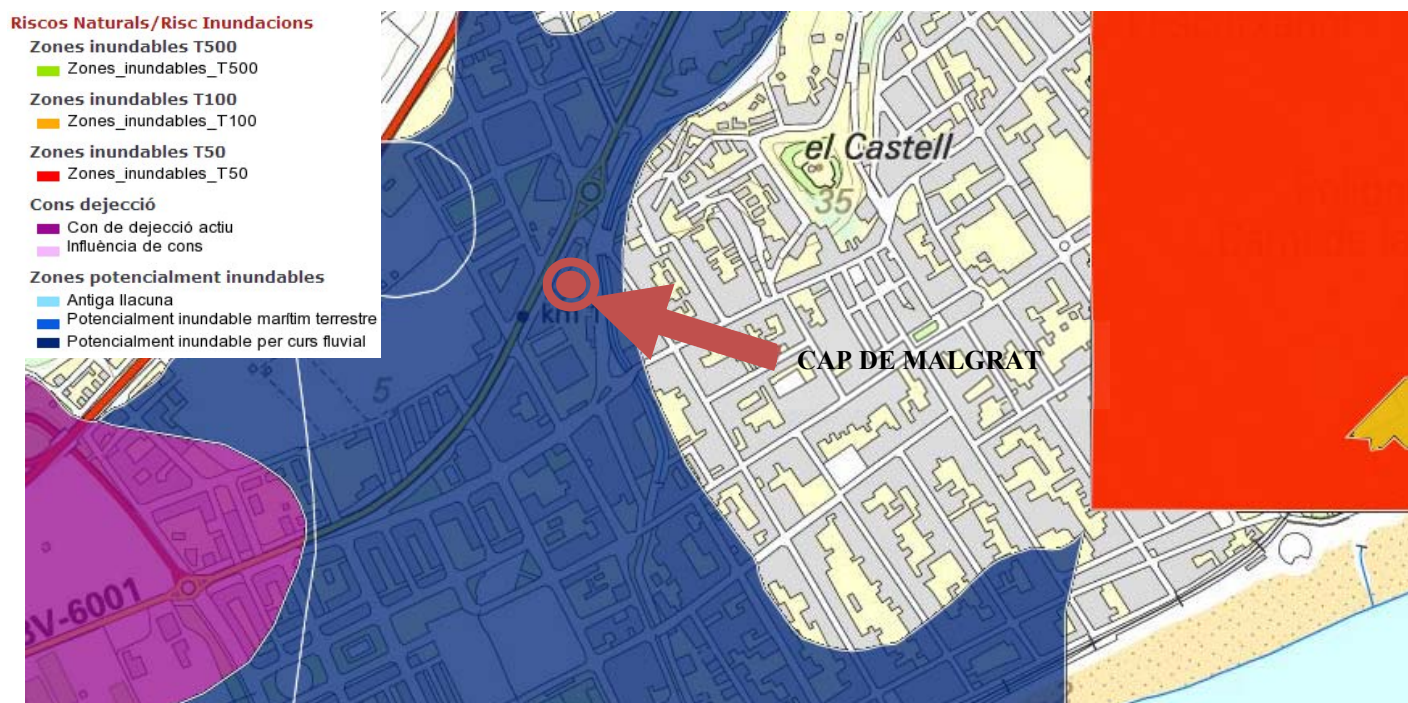 Riscos Naturals/Risc Inundacions
Zones inundables T500
Zones_inundables_T500
Zones inundables T100
Zones_inundables_T100
Zones inundables T50
Zones_inundables_T50
Cons dejecció
Con de dejecció actiu
Influència de cons
Zones potencialment inundables
Antiga llacuna
Potencialment inundable marítim terrestre
Potencialment inundable per curs fluvial
el Castell
35
km 1
CAP DE MALGRAT
5
BV-6001